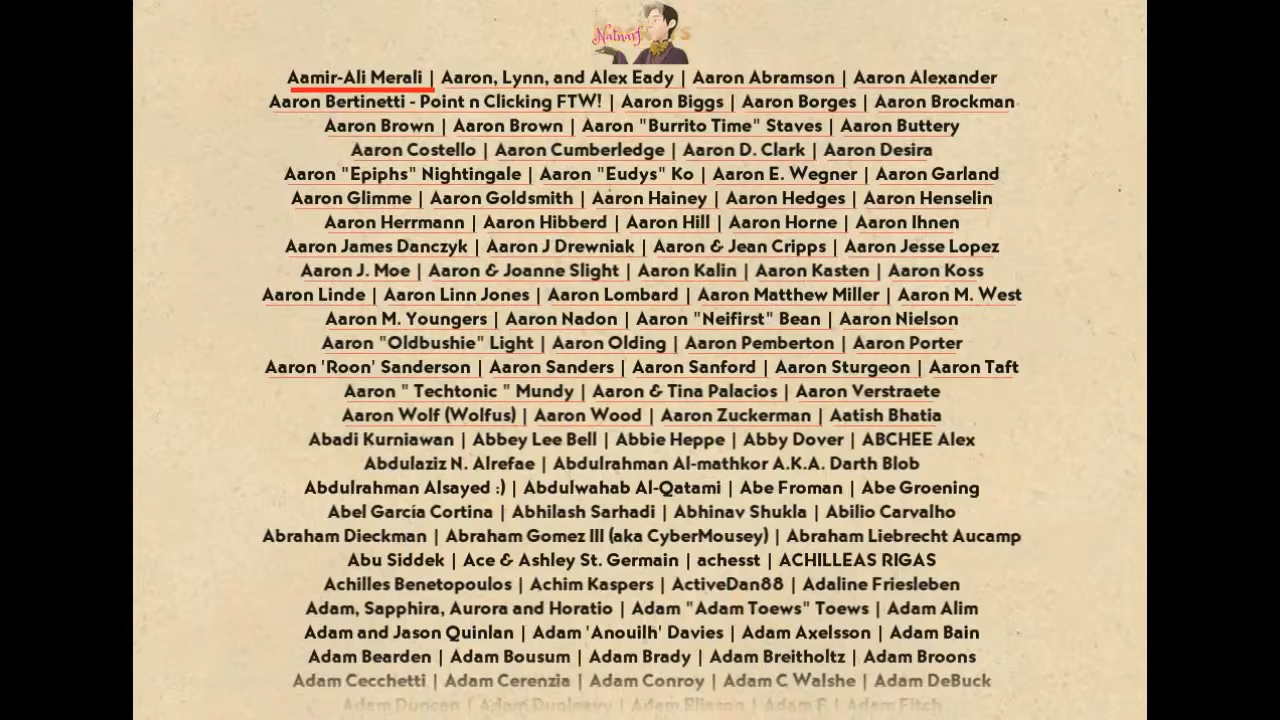 Natnarf
Aamir-Ali Merali | Aaron, Lynn, and Alex Eady | Aaron Abramson | Aaron Alexander
Aaron Bertinetti - Point n Clicking FTW! | Aaron Biggs | Aaron Borges | Aaron Brockman
Aaron Brown | Aaron Brown | Aaron "Burrito Time" Staves | Aaron Buttery
Aaron Costello | Aaron Cumberledge | Aaron D. Clark | Aaron Desira
Aaron "Epiphs" Nightingale | Aaron "Eudys" Ko | Aaron E. Wegner | Aaron Garland
Aaron Glimme | Aaron Goldsmith | Aaron Hainey | Aaron Hedges | Aaron Henselin
Aaron Herrmann | Aaron Hibberd | Aaron Hill | Aaron Horne | Aaron Ihnen
Aaron James Danczyk | Aaron J Drewniak | Aaron & Jean Cripps | Aaron Jesse Lopez
Aaron J. Moe | Aaron & Joanne Slight | Aaron Kalin | Aaron Kasten | Aaron Koss
Aaron Linde | Aaron Linn Jones | Aaron Lombard | Aaron Matthew Miller | Aaron M. West
Aaron M. Youngers | Aaron Nadon | Aaron "Neifirst" Bean | Aaron Nielson
Aaron "Oldbushie" Light | Aaron Olding | Aaron Pemberton | Aaron Porter
Aaron 'Roon' Sanderson | Aaron Sanders | Aaron Sanford | Aaron Sturgeon | Aaron Taft
Aaron " Techtonic " Mundy | Aaron & Tina Palacios | Aaron Verstraete
Aaron Wolf (Wolfus) | Aaron Wood | Aaron Zuckerman | Aatish Bhatia
Abadi Kurniawan | Abbey Lee Bell | Abbie Heppe | Abby Dover | ABCHEE Alex
Abdulaziz N. Alrefae | Abdulrahman Al-mathkor A.K.A. Darth Blob
Abdulrahman Alsayed :) | Abdulwahab Al-Qatami | Abe Froman | Abe Groening
Abel García Cortina | Abhilash Sarhadi | Abhinav Shukla | Abilio Carvalho
Abraham Dieckman | Abraham Gomez III (aka CyberMousey) | Abraham Liebrecht Aucamp
Abu Siddek | Ace & Ashley St. Germain | achesst | ACHILLEAS RIGAS
Achilles Benetopoulos | Achim Kaspers | ActiveDan88 | Adaline Friesleben
Adam, Sapphira, Aurora and Horatio | Adam "Adam Toews" Toews | Adam Alim
Adam and Jason Quinlan | Adam 'Anouilh' Davies | Adam Axelsson | Adam Bain
Adam Bearden | Adam Bousum | Adam Brady | Adam Breitholtz | Adam Broons
Adam Cecchetti | Adam Cerenzia | Adam Conroy | Adam C Walshe | Adam DeBuck
Adam Duncan | Adam | Adam Eliason | Adam F. | Adam Fitch